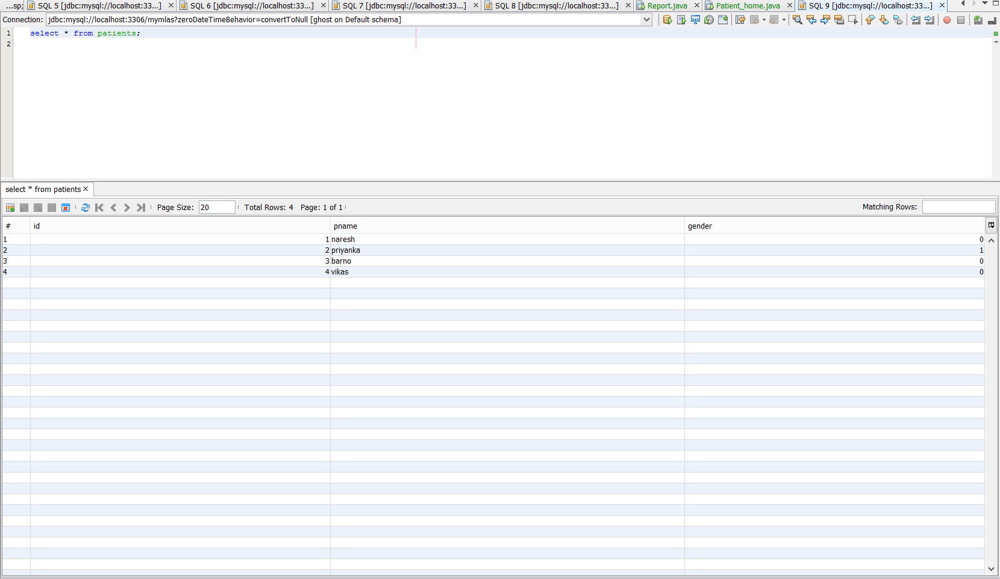 ...sp; SQL 5 [jdbc:mysql://localhost:33...] SQL 6 [jdbc:mysql://localhost:33...] SQL 7 [jdbc:mysql://localhost:33...] SQL 8 [jdbc:mysql://localhost:33...] Report.java Patient_home.java SQL 9 [jdbc:mysql://localhost:33...]
Connection: jdbc:mysql://localhost:3306/mymlas?zeroDateTimeBehavior=convertToNull [ghost on Default schema]
1 select * from patients;
2
select * from patients
Page Size: 20 Total Rows: 4 Page: 1 of 1 Matching Rows:
# id pname gender
1 1 naresh 0
2 2 priyanka 1
3 3 barno 0
4 4 vikas 0